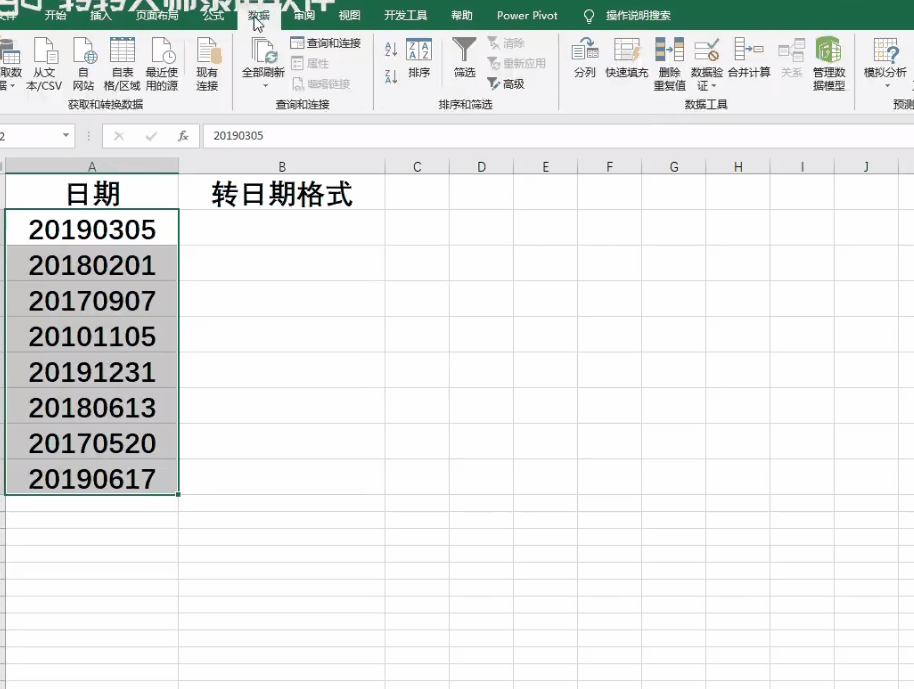 开始 插入 页面布局 公式 数据 审阅 视图 开发工具 帮助 Power Pivot 操作说明搜索
从文本/CSV 自网站 自表格/区域 最近使用的源 现有连接 全部刷新 查询和连接 属性 编辑链接 排序 筛选 清除 重新应用 高级 分列 快速填充 删除重复值 数据验证 合并计算 关系 管理数据模型 模拟分析
获取和转换数据 查询和连接 排序和筛选 数据工具 预测
fx 20190305
A B C D E F G H I J
日期 转日期格式
20190305
20180201
20170907
20101105
20191231
20180613
20170520
20190617